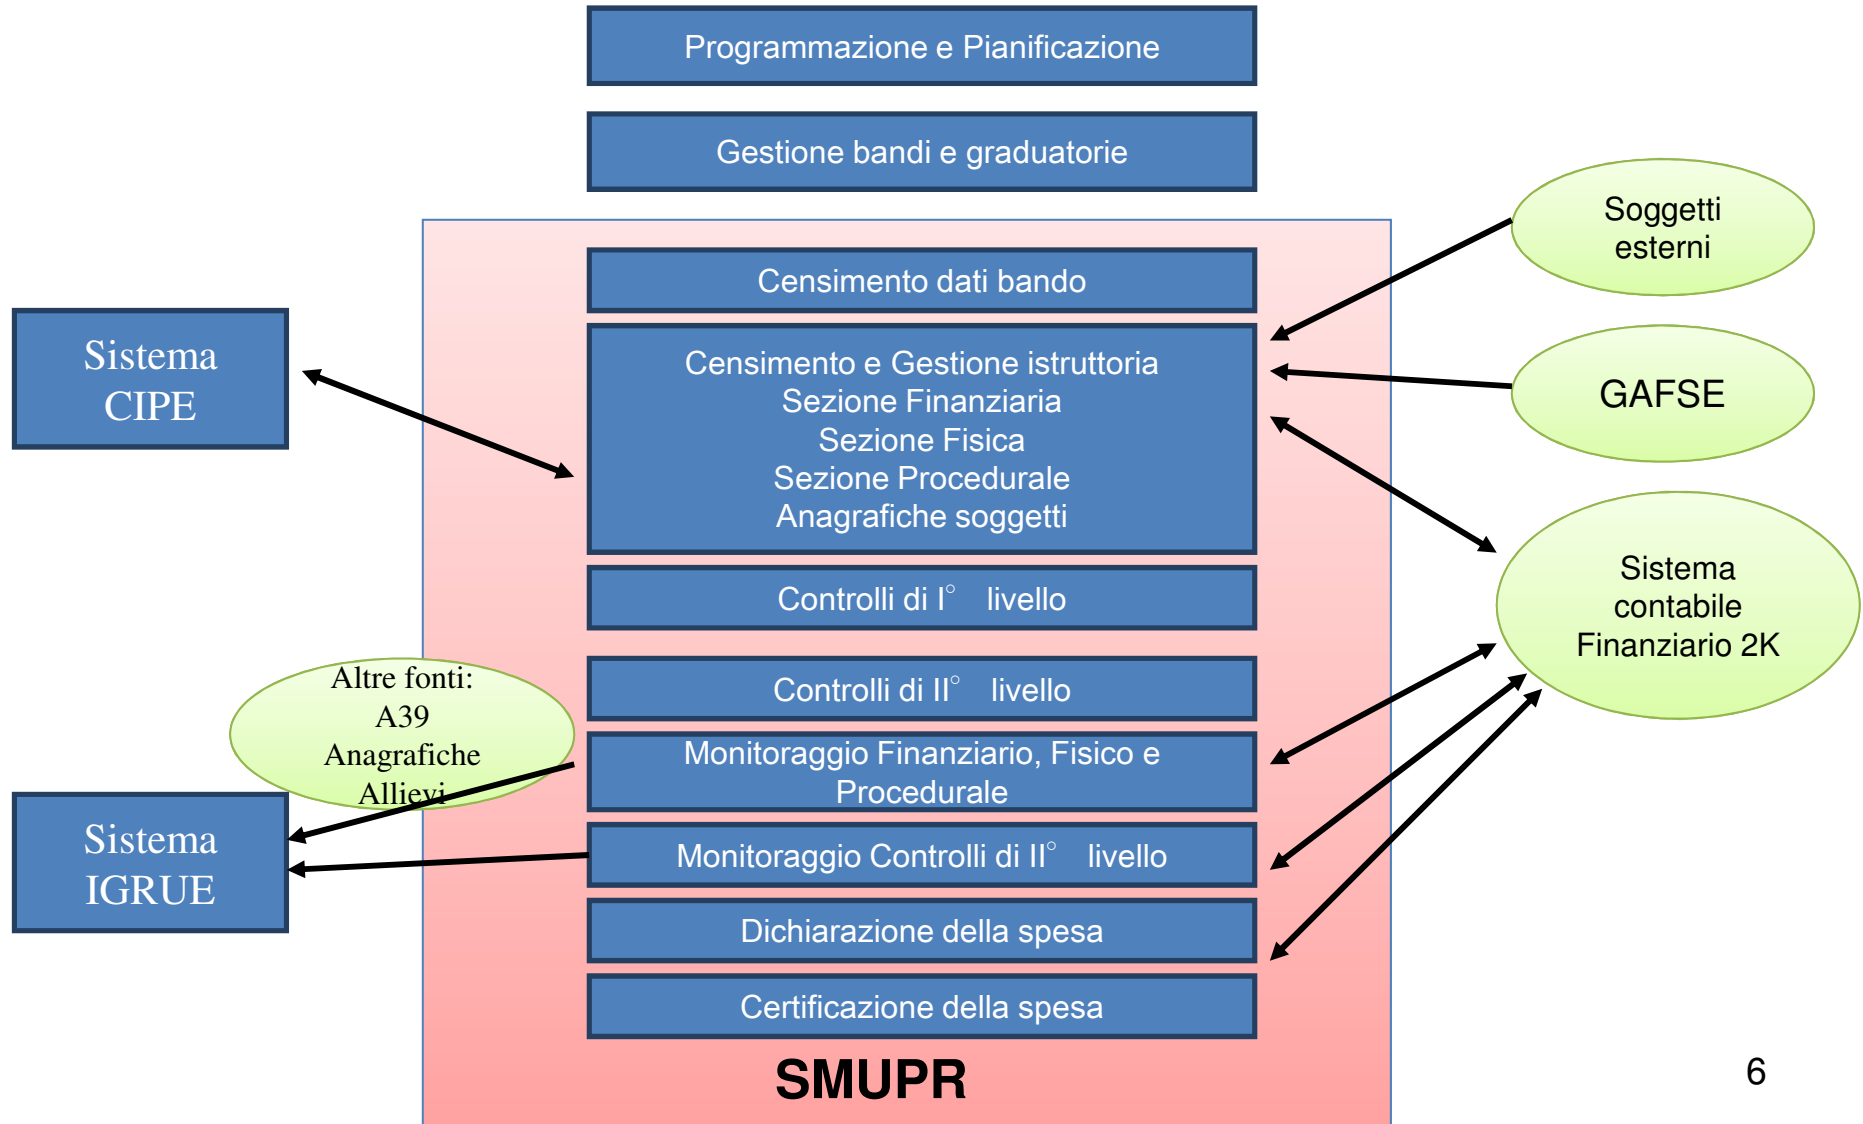 Programmazione e Pianificazione
Gestione bandi e graduatorie
Soggetti
esterni
Censimento dati bando
Sistema
CIPE
Censimento e Gestione istruttoria
Sezione Finanziaria
Sezione Fisica
Sezione Procedurale
Anagrafiche soggetti
GAFSE
Sistema
contabile
Finanziario 2K
Controlli di I° livello
Controlli di II° livello
Altre fonti:
A39
Anagrafiche
Allievi
Monitoraggio Finanziario, Fisico e
Procedurale
Sistema
IGRUE
Monitoraggio Controlli di II° livello
Dichiarazione della spesa
Certificazione della spesa
SMUPR
6